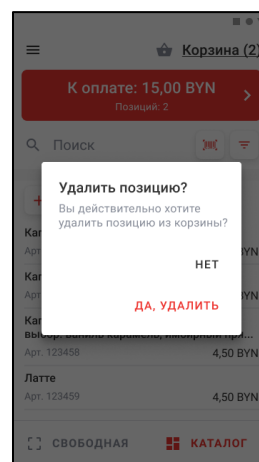 Корзина (2)
К оплате: 15,00 BYN
Позиций: 2
Поиск
Удалить позицию?
Вы действительно хотите
удалить позицию из корзины?
НЕТ
ДА, УДАЛИТЬ
Арт. 123458 4,50 BYN
Латте
Арт. 123459 4,50 BYN
СВОБОДНАЯ КАТАЛОГ